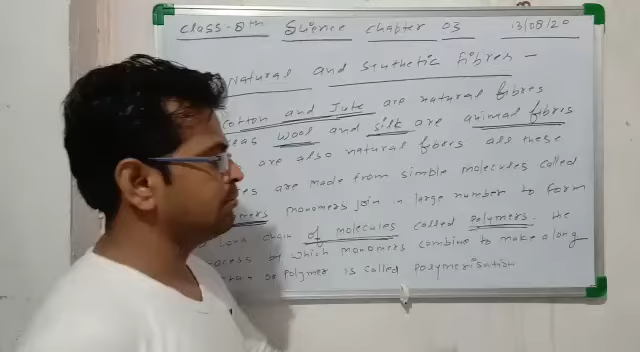 Class-8th Science Chapter 03 13/08/20
Natural and synthetic fibres -
cotton and Jute are natural fibres
wool and silk are animal fibres
are also natural fibers all these
are made from simple molecules called
monomers join in large number to form
long chain of molecules called polymers. The
process by which monomers combine to make along
chain or polymer is called polymerisation